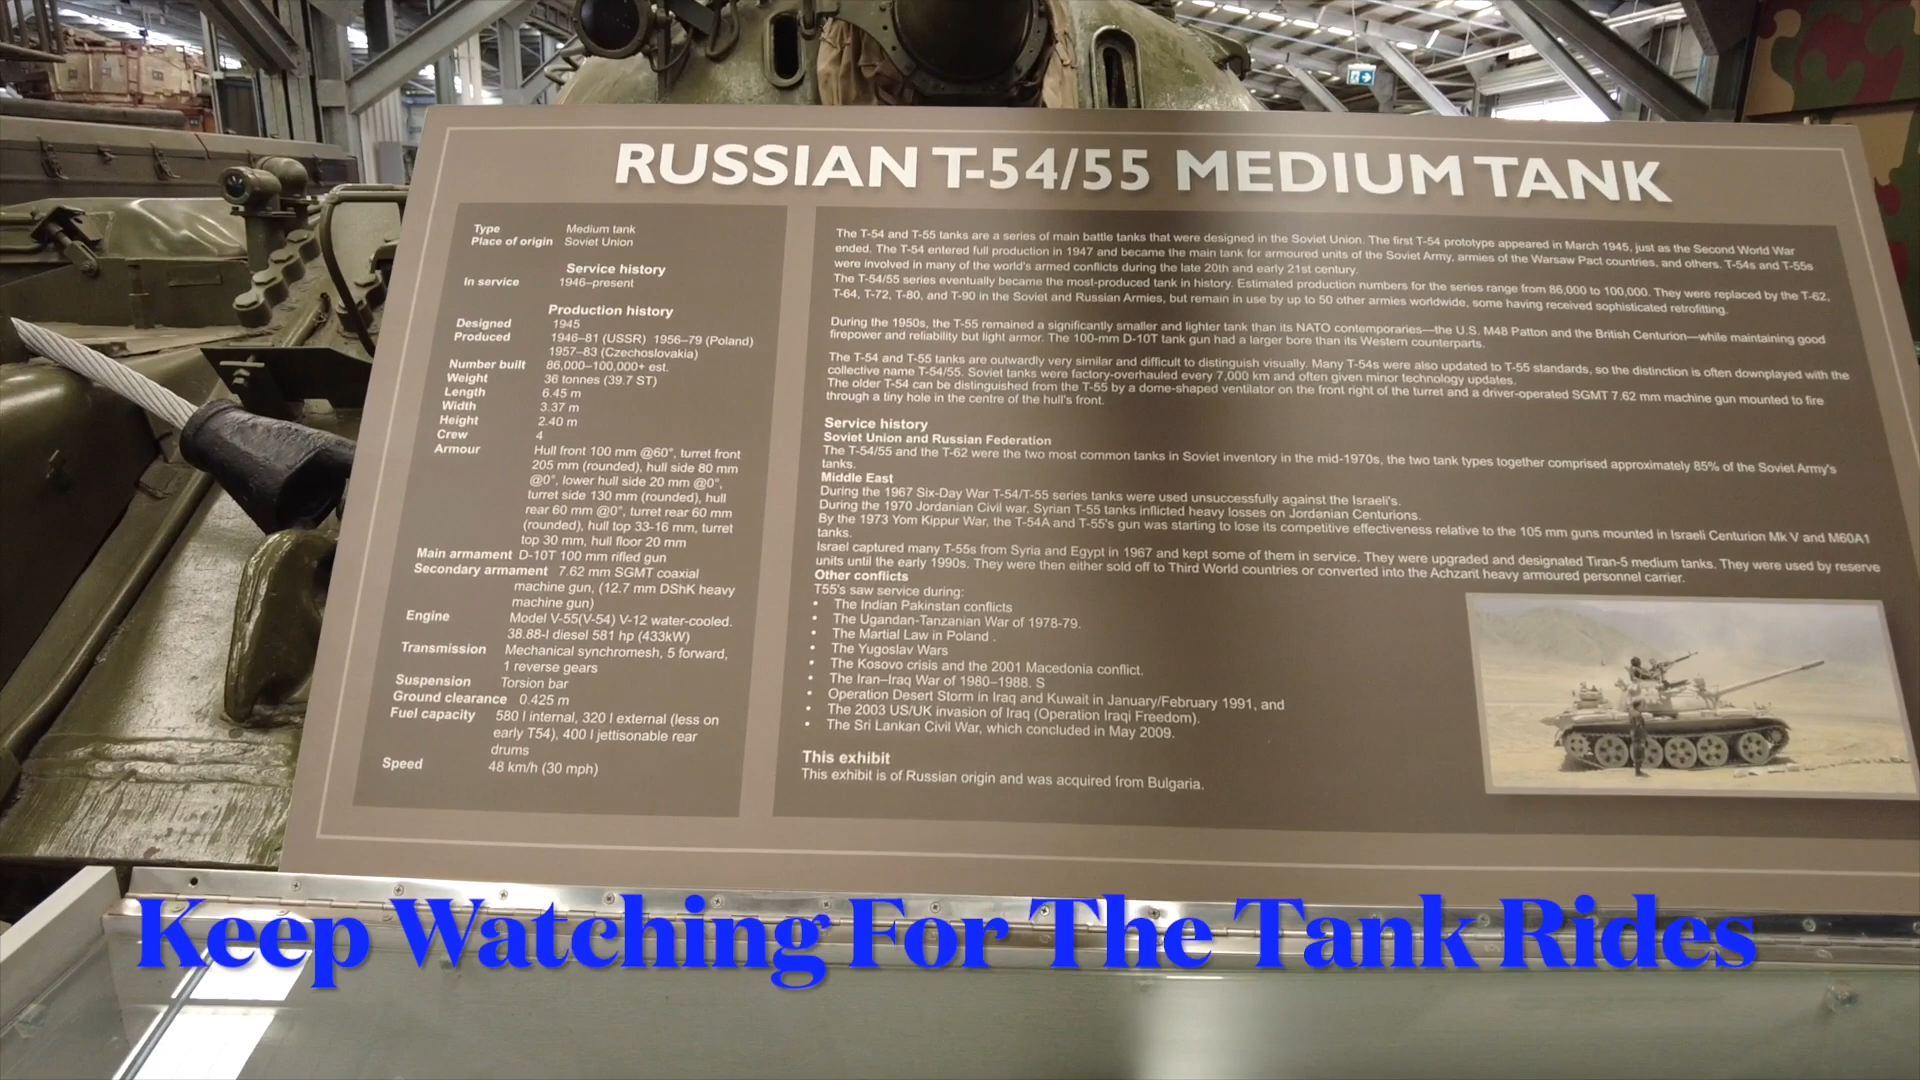 RUSSIAN T-54/55 MEDIUM TANK
Type Medium tank
Place of origin Soviet Union
Service history
In service 1946–present
Production history
Designed 1945
Produced 1946–81 (USSR) 1956–79 (Poland)
1957–83 (Czechoslovakia)
Number built 86,000–100,000+ est.
Weight 36 tonnes (39.7 ST)
Length 6.45 m
Width 3.37 m
Height 2.40 m
Crew 4
Armour Hull front 100 mm @60°, turret front
205 mm (rounded), hull side 80 mm
@0°, lower hull side 20 mm @0°,
turret side 130 mm (rounded), hull
rear 60 mm @0°, turret rear 60 mm
(rounded), hull top 33-16 mm, turret
top 30 mm, hull floor 20 mm
Main armament D-10T 100 mm rifled gun
Secondary armament 7.62 mm SGMT coaxial
machine gun, (12.7 mm DShK heavy
machine gun)
Engine Model V-55(V-54) V-12 water-cooled.
38.88-l diesel 581 hp (433kW)
Transmission Mechanical synchromesh, 5 forward,
1 reverse gears
Suspension Torsion bar
Ground clearance 0.425 m
Fuel capacity 580 l internal, 320 l external (less on
early T54), 400 l jettisonable rear
drums
Speed 48 km/h (30 mph)
The T-54 and T-55 tanks are a series of main battle tanks that were designed in the Soviet Union. The first T-54 prototype appeared in March 1945, just as the Second World War
ended. The T-54 entered full production in 1947 and became the main tank for armoured units of the Soviet Army, armies of the Warsaw Pact countries, and others. T-54s and T-55s
were involved in many of the world's armed conflicts during the late 20th and early 21st century.
The T-54/55 series eventually became the most-produced tank in history. Estimated production numbers for the series range from 86,000 to 100,000. They were replaced by the T-62,
T-64, T-72, T-80, and T-90 in the Soviet and Russian Armies, but remain in use by up to 50 other armies worldwide, some having received sophisticated retrofitting.
During the 1950s, the T-55 remained a significantly smaller and lighter tank than its NATO contemporaries—the U.S. M48 Patton and the British Centurion—while maintaining good
firepower and reliability but light armor. The 100-mm D-10T tank gun had a larger bore than its Western counterparts.
The T-54 and T-55 tanks are outwardly very similar and difficult to distinguish visually. Many T-54s were also updated to T-55 standards, so the distinction is often downplayed with the
collective name T-54/55. Soviet tanks were factory-overhauled every 7,000 km and often given minor technology updates.
The older T-54 can be distinguished from the T-55 by a dome-shaped ventilator on the front right of the turret and a driver-operated SGMT 7.62 mm machine gun mounted to fire
through a tiny hole in the centre of the hull's front.
Service history
Soviet Union and Russian Federation
The T-54/55 and the T-62 were the two most common tanks in Soviet inventory in the mid-1970s, the two tank types together comprised approximately 85% of the Soviet Army's
tanks.
Middle East
During the 1967 Six-Day War T-54/T-55 series tanks were used unsuccessfully against the Israeli's.
During the 1970 Jordanian Civil war, Syrian T-55 tanks inflicted heavy losses on Jordanian Centurions.
By the 1973 Yom Kippur War, the T-54A and T-55's gun was starting to lose its competitive effectiveness relative to the 105 mm guns mounted in Israeli Centurion Mk V and M60A1
tanks.
Israel captured many T-55s from Syria and Egypt in 1967 and kept some of them in service. They were upgraded and designated Tiran-5 medium tanks. They were used by reserve
units until the early 1990s. They were then either sold off to Third World countries or converted into the Achzarit heavy armoured personnel carrier.
Other conflicts
T55's saw service during:
• The Indian Pakinstan conflicts
• The Ugandan-Tanzanian War of 1978-79.
• The Martial Law in Poland .
• The Yugoslav Wars
• The Kosovo crisis and the 2001 Macedonia conflict.
• The Iran–Iraq War of 1980–1988. S
• Operation Desert Storm in Iraq and Kuwait in January/February 1991, and
• The 2003 US/UK invasion of Iraq (Operation Iraqi Freedom).
• The Sri Lankan Civil War, which concluded in May 2009.
This exhibit
This exhibit is of Russian origin and was acquired from Bulgaria.
Keep Watching For The Tank Rides